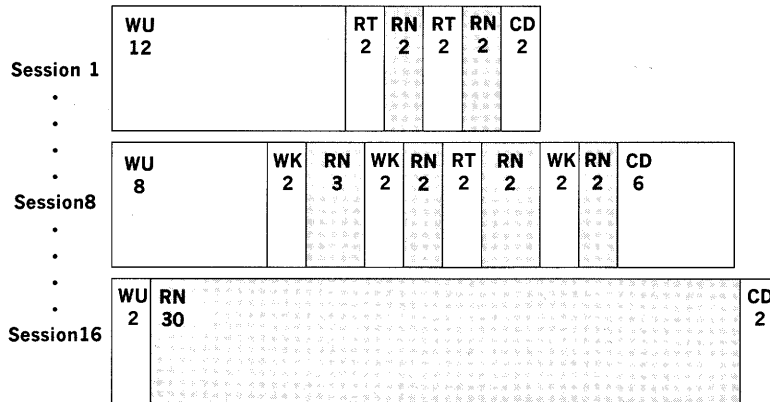 WU RT RN RT RN CD
12 2 2 2 2 2
Session 1
WU WK RN WK RN RT RN WK RN CD
8 2 3 2 2 2 2 2 2 6
Session8
WU RN CD
2 30 2
Session16